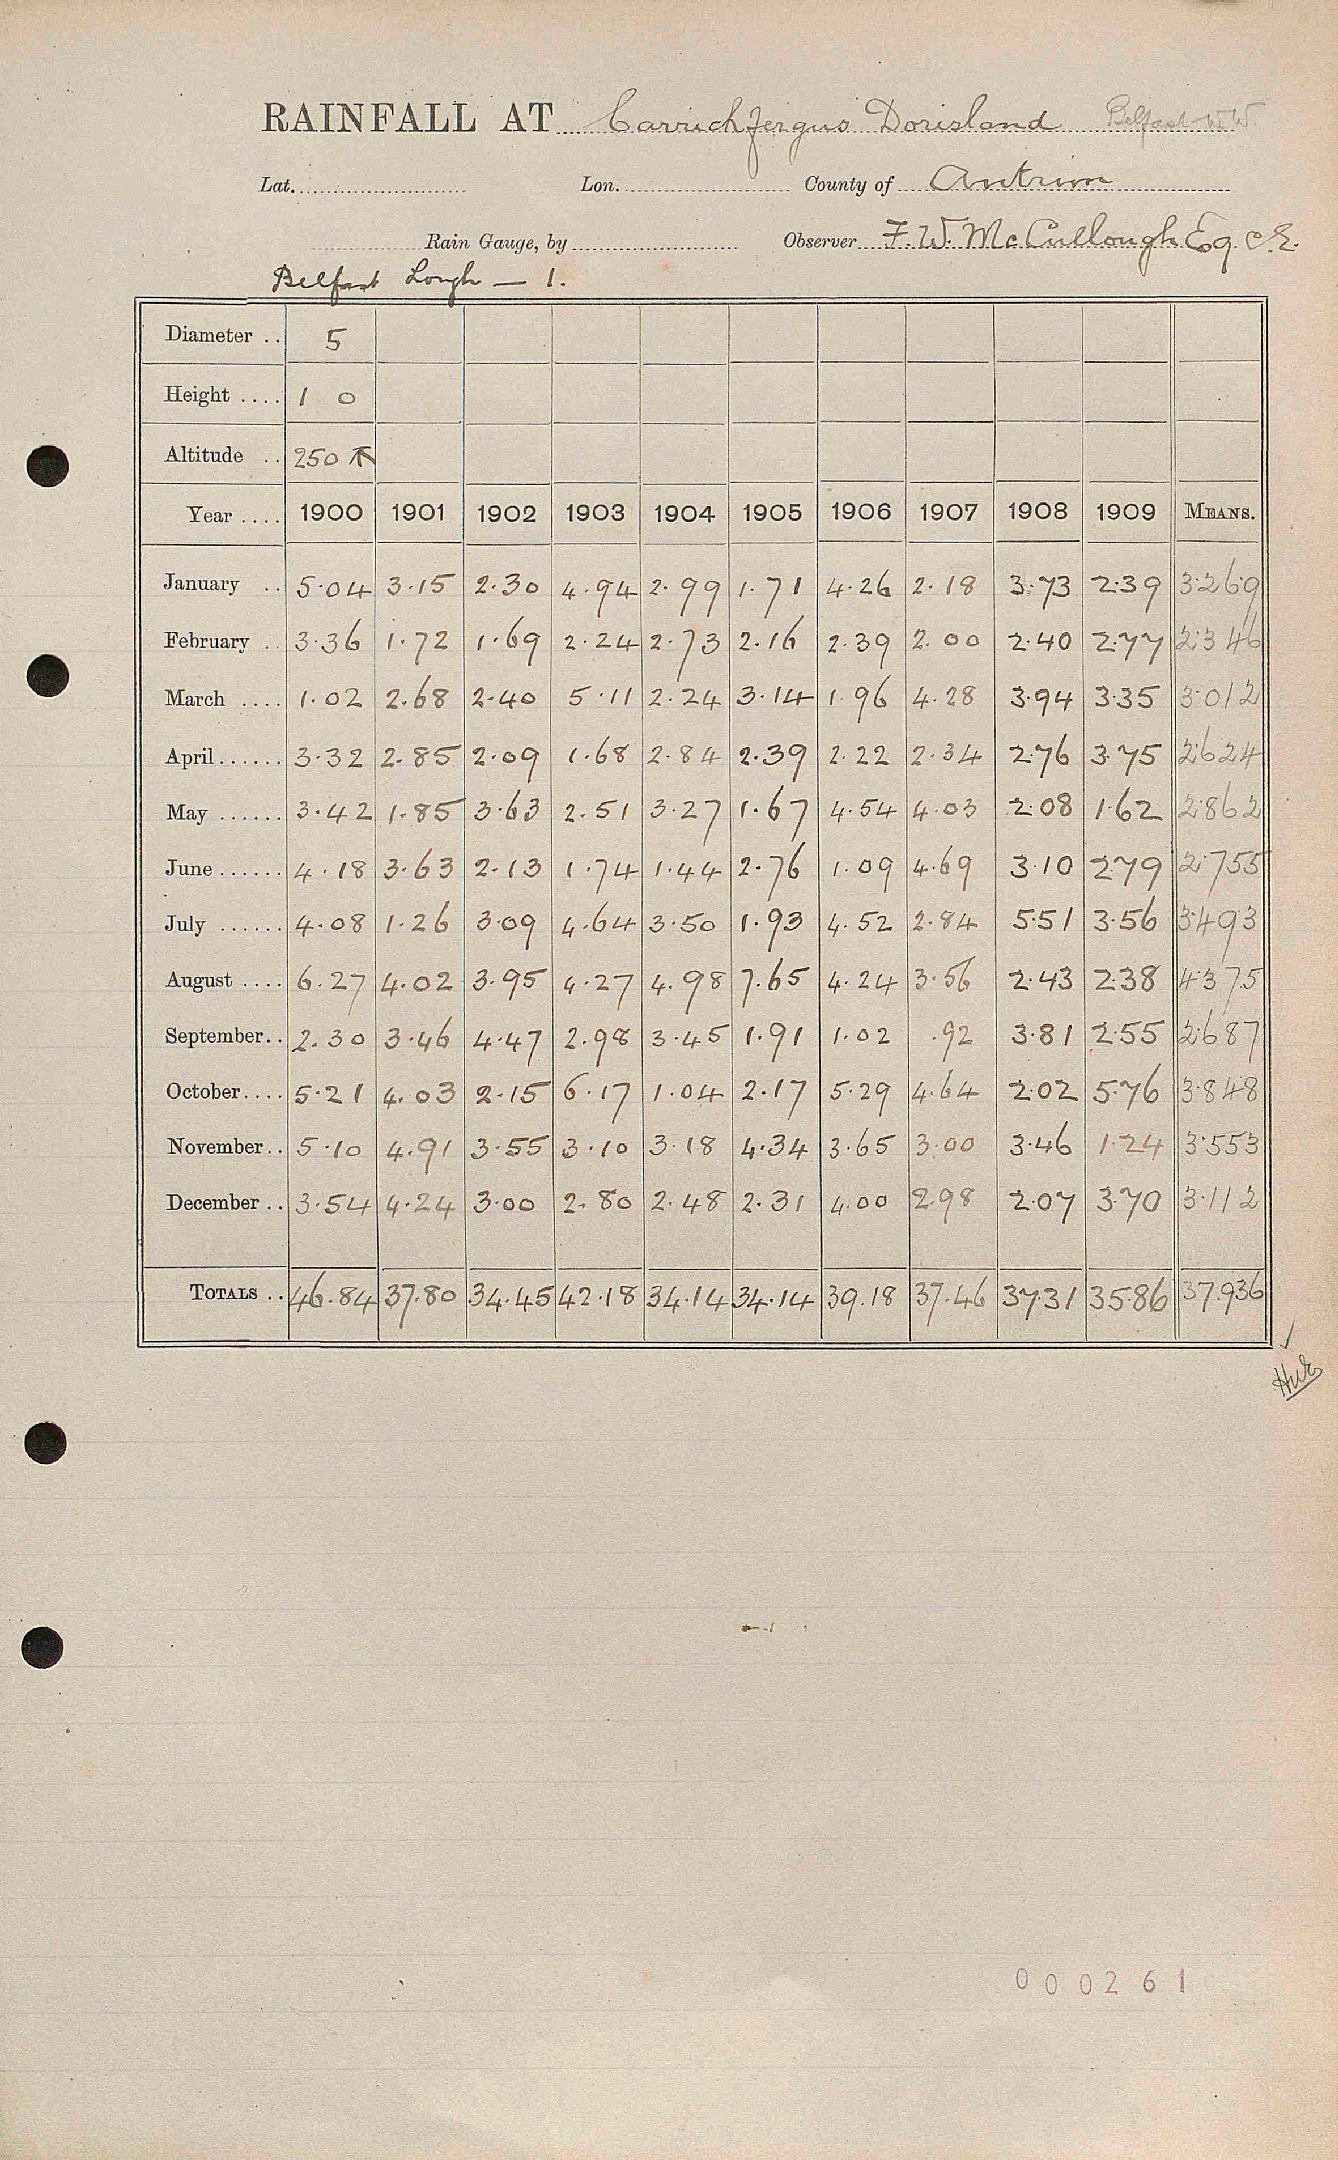 RAINFALL AT Carrickfergus Dorisland Belfast W.W.
Lat. Lon. County of Antrim
Rain Gauge, by Observer F. W. McCullough Esq. C.E.
Belfast Lough — 1.
Diameter .. 5
Height .... 1 0
Altitude .. 250
Year .... 1900 1901 1902 1903 1904 1905 1906 1907 1908 1909 MEANS.
January .. 5.04 3.15 2.30 4.94 2.99 1.71 4.26 2.18 3.73 2.39 3.269
February .. 3.36 1.72 1.69 2.24 2.73 2.16 2.39 2.00 2.40 2.77 2.346
March .... 1.02 2.68 2.40 5.11 2.24 3.14 1.96 4.28 3.94 3.35 3.012
April...... 3.32 2.85 2.09 1.68 2.84 2.39 2.22 2.34 2.76 3.75 2.624
May ...... 3.42 1.85 3.63 2.51 3.27 1.67 4.54 4.03 2.08 1.62 2.862
June...... 4.18 3.63 2.13 1.74 1.44 2.76 1.09 4.69 3.10 2.79 2.755
July ...... 4.08 1.26 3.09 4.64 3.50 1.93 4.52 2.84 5.51 3.56 3.493
August .... 6.27 4.02 3.95 4.27 4.98 7.65 4.24 3.56 2.43 2.38 4.375
September.. 2.30 3.46 4.47 2.98 3.45 1.91 1.02 .92 3.81 2.55 2.687
October.... 5.21 4.03 2.15 6.17 1.04 2.17 5.29 4.64 2.02 5.76 3.848
November.. 5.10 4.91 3.55 3.10 3.18 4.34 3.65 3.00 3.46 1.24 3.553
December .. 3.54 4.24 3.00 2.80 2.48 2.31 4.00 2.98 2.07 3.70 3.112
TOTALS .. 46.84 37.80 34.45 42.18 34.14 34.14 39.18 37.46 37.31 35.86 37.936
000261